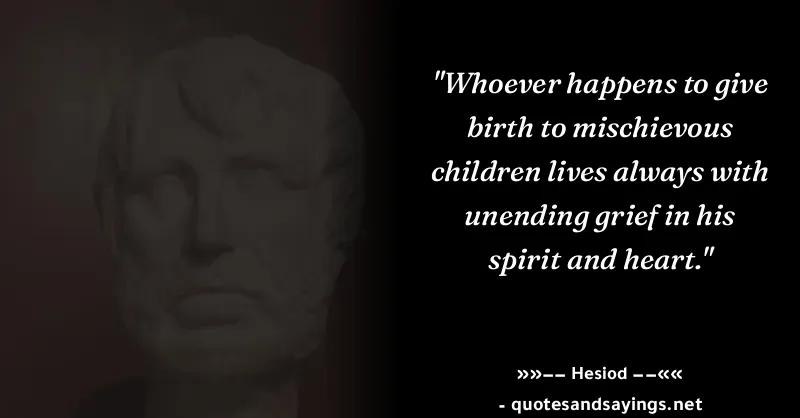 "Whoever happens to give
birth to mischievous
children lives always with
unending grief in his
spirit and heart."
»»−− Hesiod −−««
- quotesandsayings.net